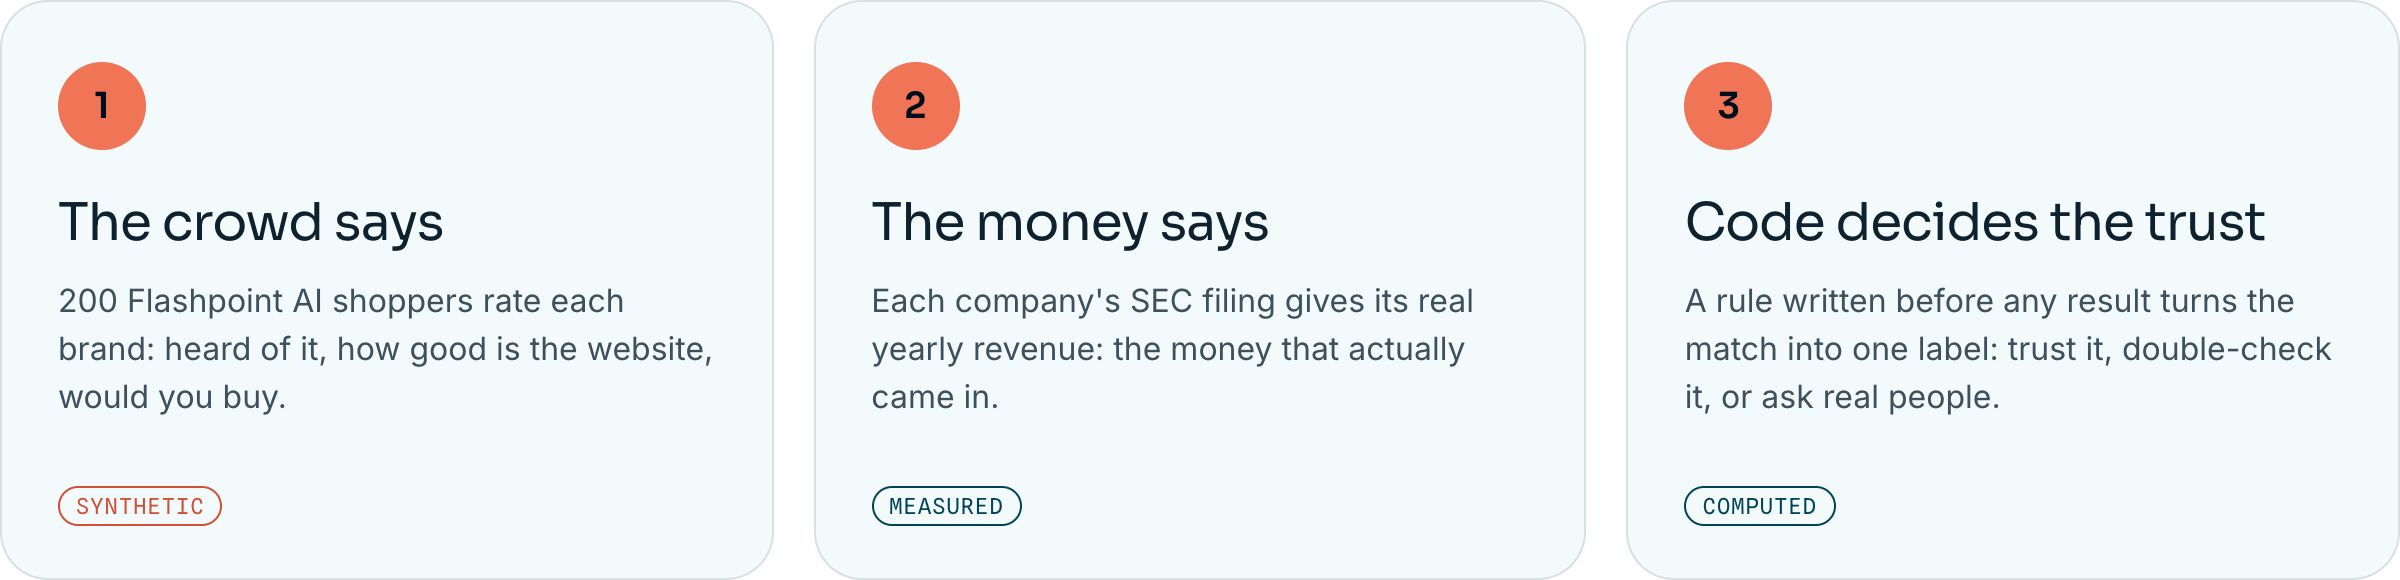 1
The crowd says
200 Flashpoint AI shoppers rate each
brand: heard of it, how good is the website,
would you buy.
SYNTHETIC
2
The money says
Each company's SEC filing gives its real
yearly revenue: the money that actually
came in.
MEASURED
3
Code decides the trust
A rule written before any result turns the
match into one label: trust it, double-check
it, or ask real people.
COMPUTED